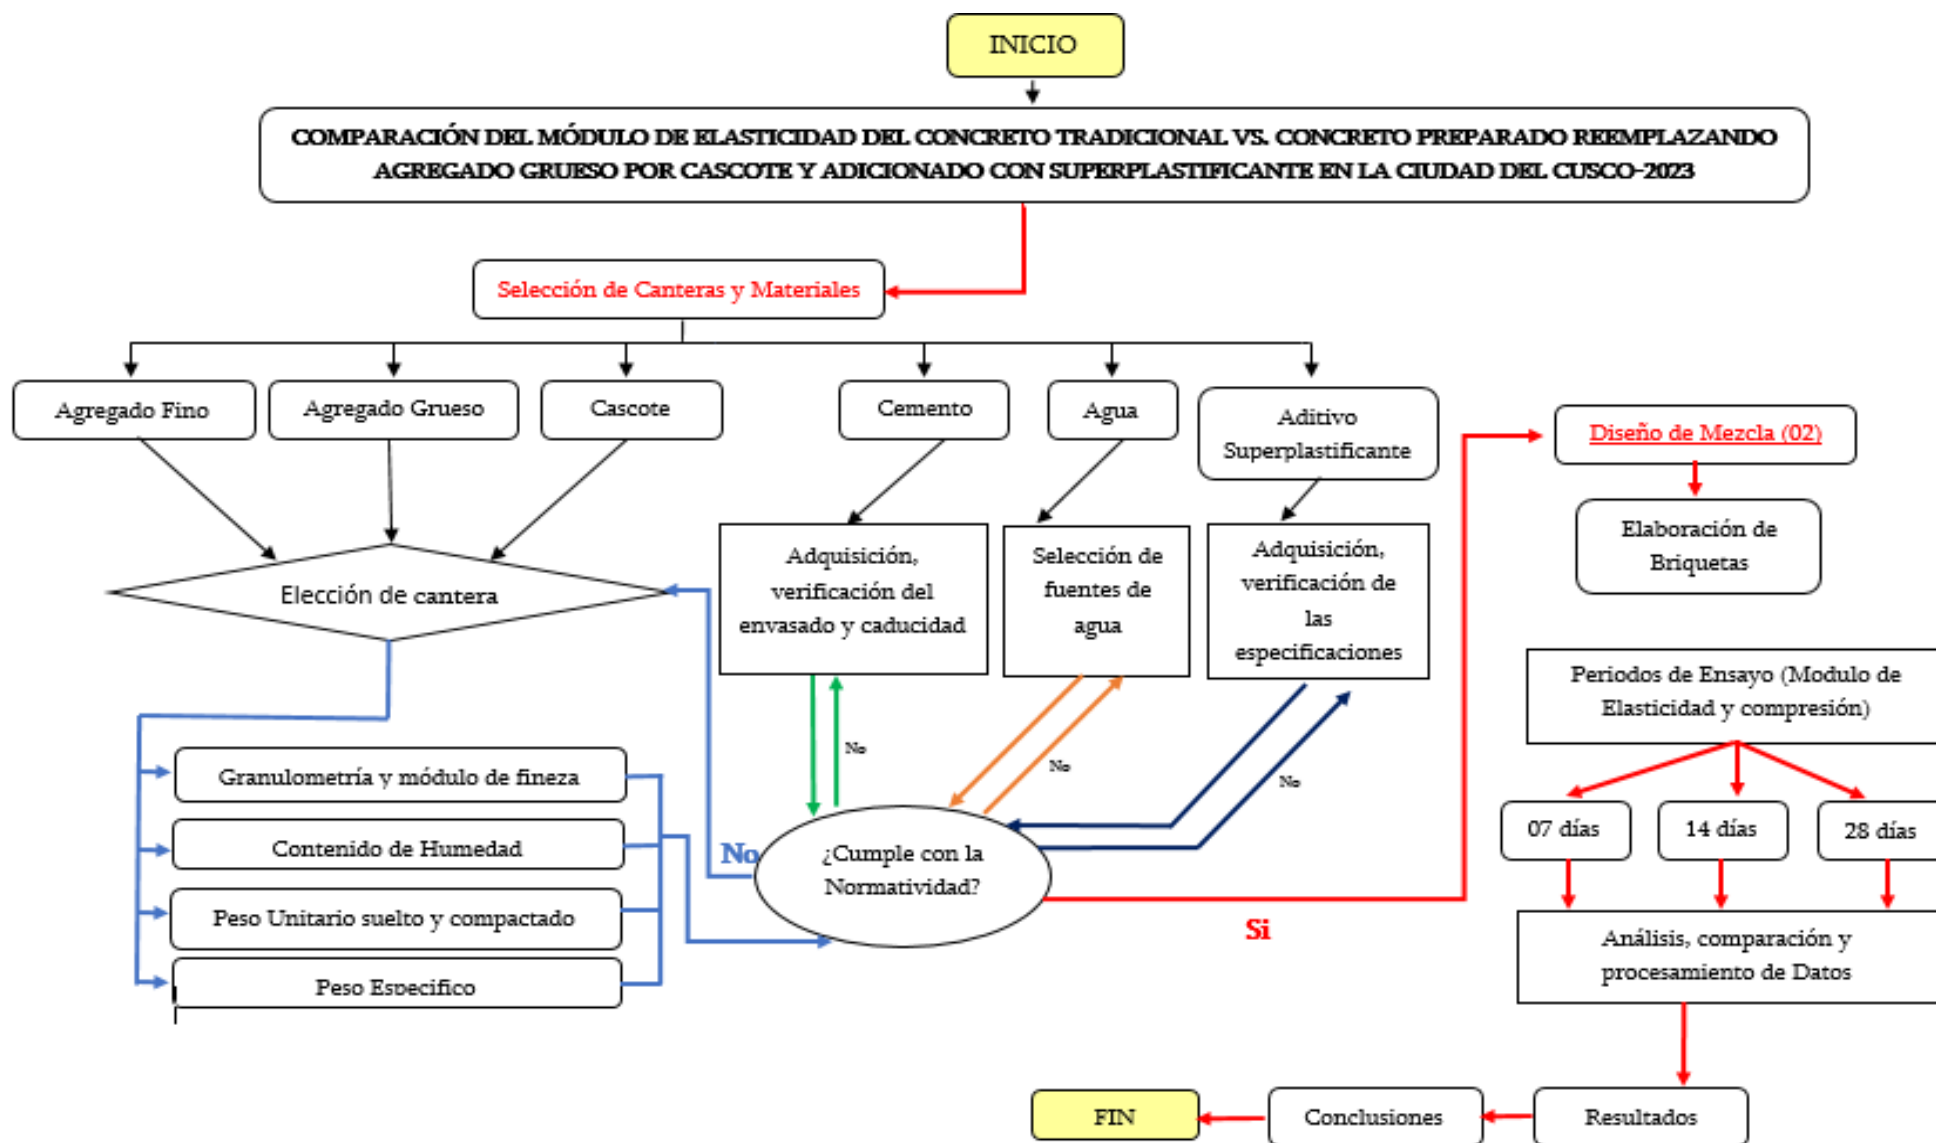 INICIO
COMPARACIÓN DEL MÓDULO DE ELASTICIDAD DEL CONCRETO TRADICIONAL VS. CONCRETO PREPARADO REEMPLAZANDO
AGREGADO GRUESO POR CASCOTE Y ADICIONADO CON SUPERPLASTIFICANTE EN LA CIUDAD DEL CUSCO-2023
Selección de Canteras y Materiales
Agregado Fino
Agregado Grueso
Cascote
Cemento
Agua
Aditivo
Superplastificante
Elección de cantera
Adquisición,
verificación del
envasado y caducidad
Selección de
fuentes de
agua
Adquisición,
verificación de
las
especificaciones
No
No
No
Granulometría y módulo de fineza
Contenido de Humedad
Peso Unitario suelto y compactado
Peso Especifico
No
¿Cumple con la
Normatividad?
Si
Diseño de Mezcla (02)
Elaboración de
Briquetas
Periodos de Ensayo (Modulo de
Elasticidad y compresión)
07 días
14 días
28 días
Análisis, comparación y
procesamiento de Datos
Resultados
Conclusiones
FIN